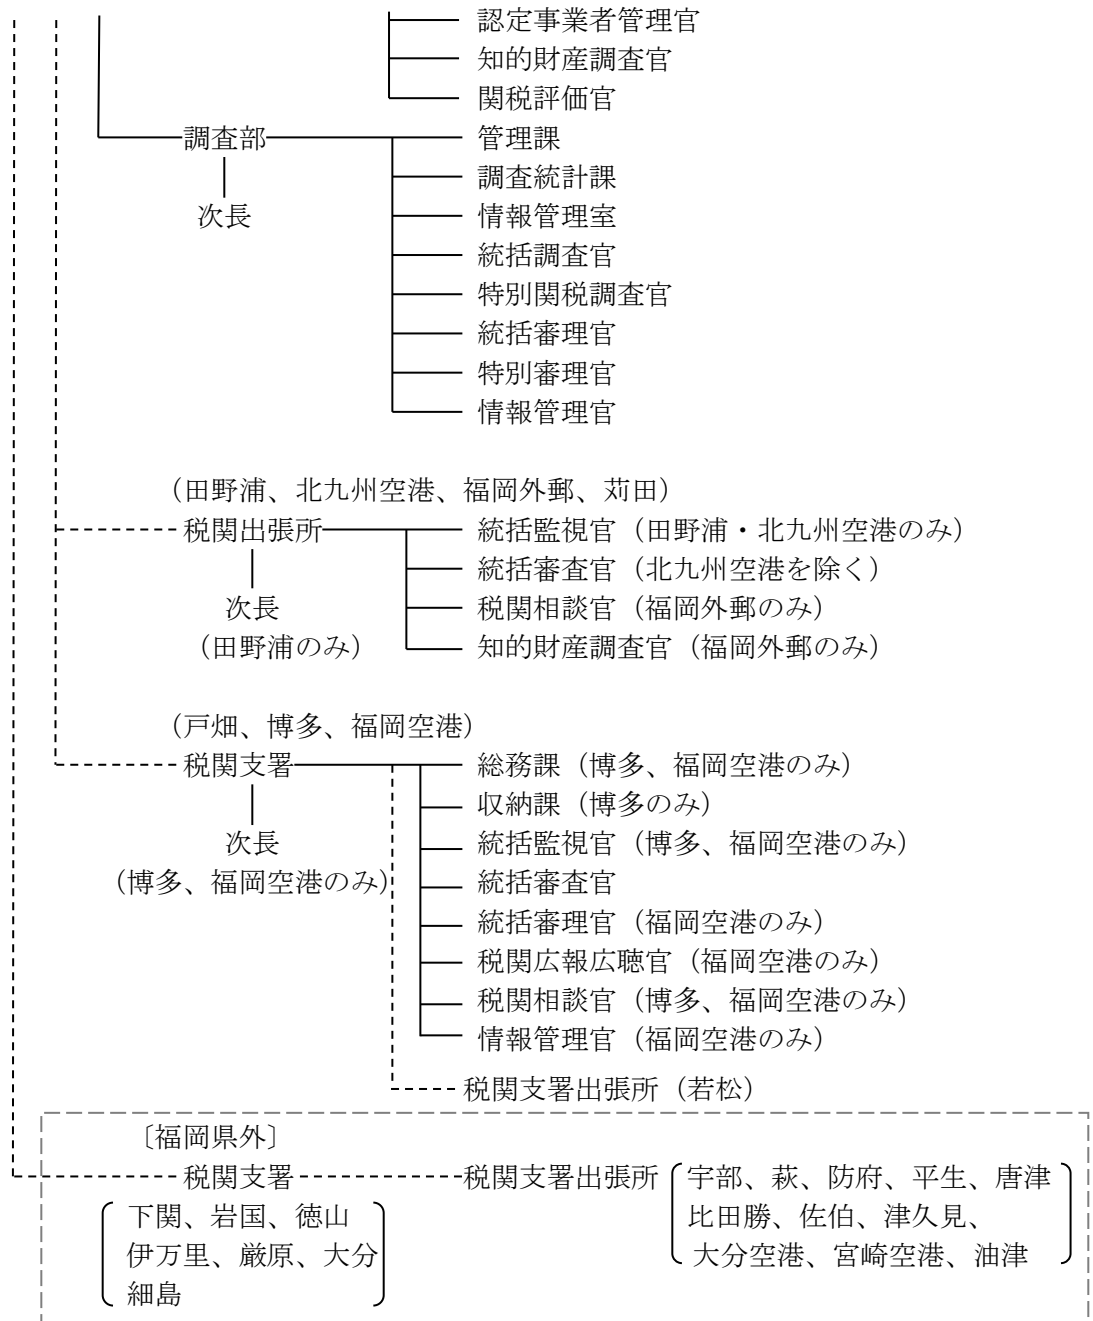 認定事業者管理官
知的財産調査官
関税評価官
調査部 管理課
調査統計課
次長 情報管理室
統括調査官
特別関税調査官
統括審理官
特別審理官
情報管理官
（田野浦、北九州空港、福岡外郵、苅田）
税関出張所 統括監視官（田野浦・北九州空港のみ）
統括審査官（北九州空港を除く）
次長 税関相談官（福岡外郵のみ）
（田野浦のみ） 知的財産調査官（福岡外郵のみ）
（戸畑、博多、福岡空港）
税関支署 総務課（博多、福岡空港のみ）
収納課（博多のみ）
次長 統括監視官（博多、福岡空港のみ）
（博多、福岡空港のみ） 統括審査官
統括審理官（福岡空港のみ）
税関広報広聴官（福岡空港のみ）
税関相談官（博多、福岡空港のみ）
情報管理官（福岡空港のみ）
税関支署出張所（若松）
〔福岡県外〕
税関支署 税関支署出張所 宇部、萩、防府、平生、唐津
下関、岩国、徳山 比田勝、佐伯、津久見、
伊万里、厳原、大分 大分空港、宮崎空港、油津
細島